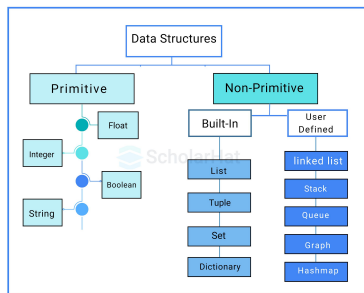 Data Structures
Primitive
Non-Primitive
Float
Integer
Boolean
String
Built-In
User
Defined
ScholarHat
List
Tuple
Set
Dictionary
linked list
Stack
Queue
Graph
Hashmap